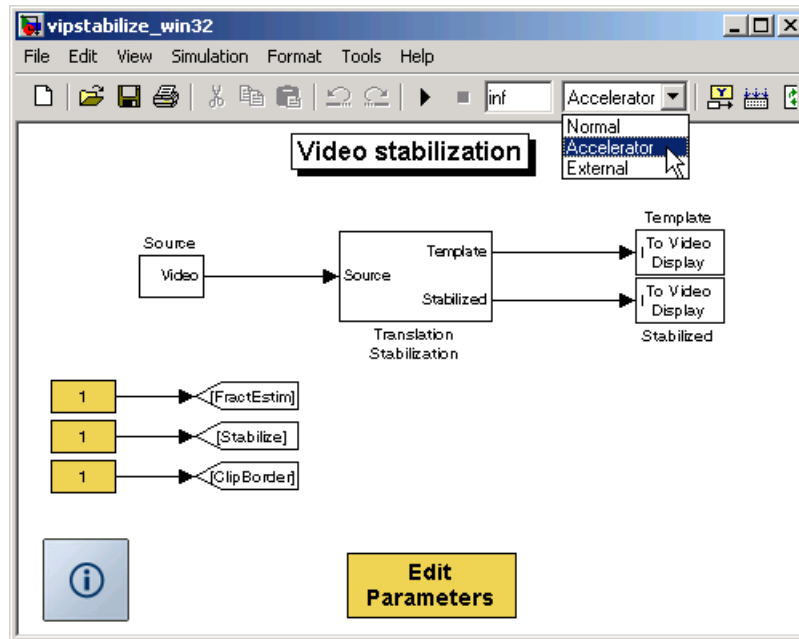 vipstabilize_win32
File Edit View Simulation Format Tools Help
inf Accelerator
Normal
Accelerator
External
Video stabilization
Source
Video
Source
Template
Stabilized
Translation
Stabilization
Template
I To Video
Display
I To Video
Display
Stabilized
1 [FractEstim]
1 [Stabilize]
1 [ClipBorder]
i
Edit
Parameters